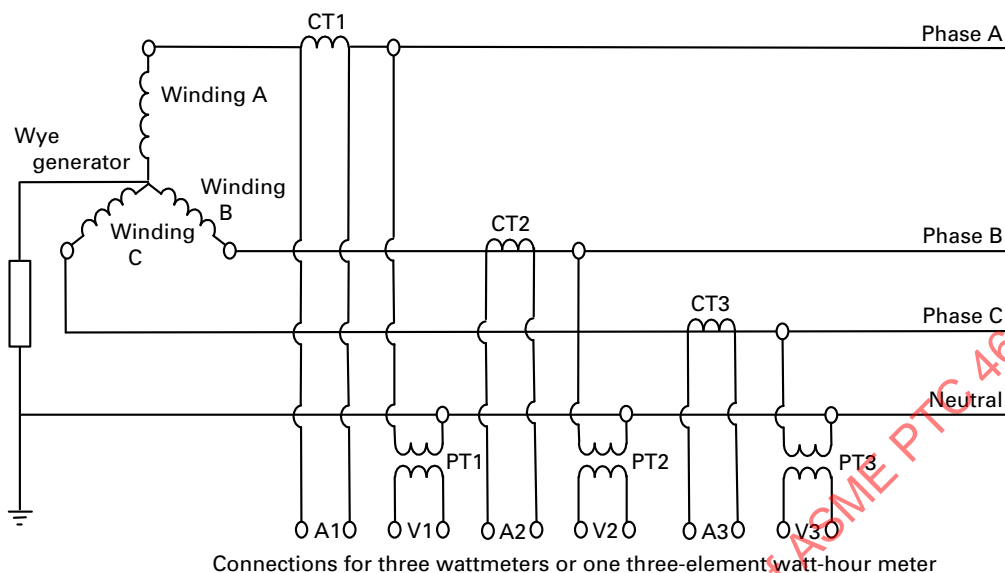 CT1
Phase A
Winding A
Wye
generator
Winding
B
Winding
C
CT2
Phase B
CT3
Phase C
Neutral
PT1
PT2
PT3
A1
V1
A2
V2
A3
V3
Connections for three wattmeters or one three-element watt-hour meter
of ASME PTC 46